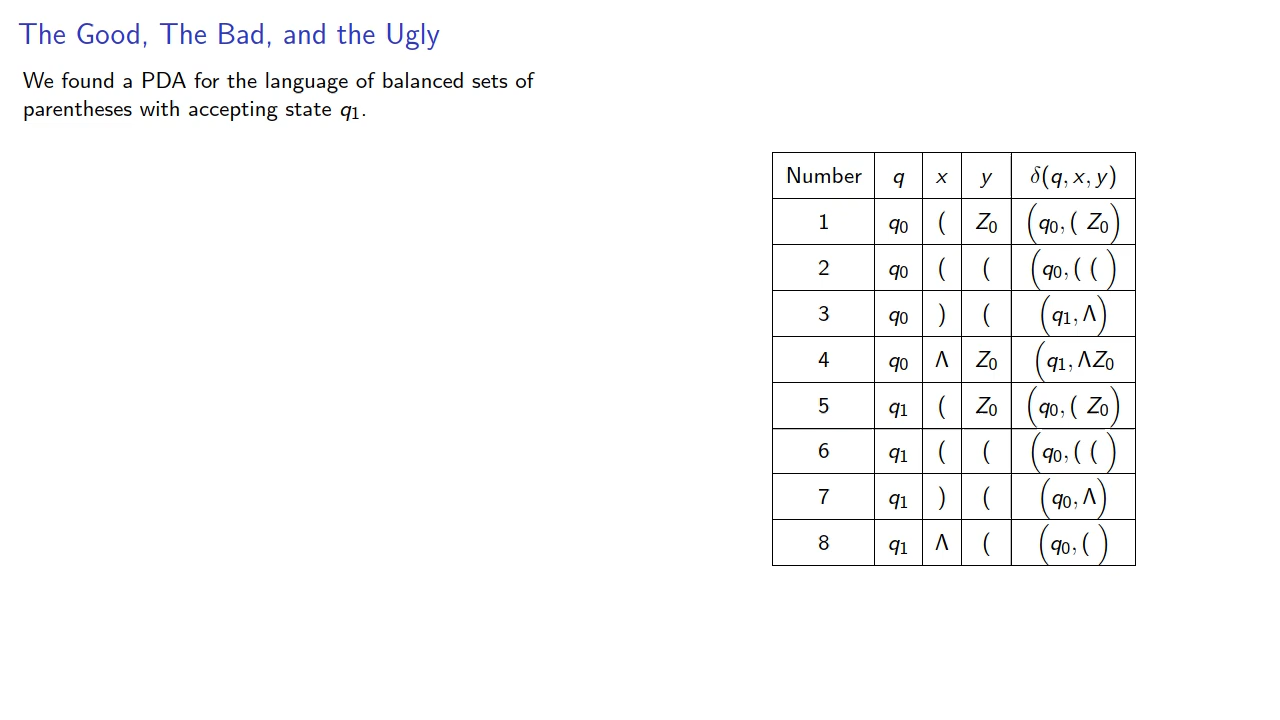 The Good, The Bad, and the Ugly
We found a PDA for the language of balanced sets of
parentheses with accepting state q₁.
Number q x y δ(q, x, y)
1 q₀ ( Z₀ (q₀, ( Z₀)
2 q₀ ( ( (q₀, ( ( )
3 q₀ ) ( (q₁, Λ)
4 q₀ Λ Z₀ (q₁, ΛZ₀
5 q₁ ( Z₀ (q₀, ( Z₀)
6 q₁ ( ( (q₀, ( ( )
7 q₁ ) ( (q₀, Λ)
8 q₁ Λ ( (q₀, ( )